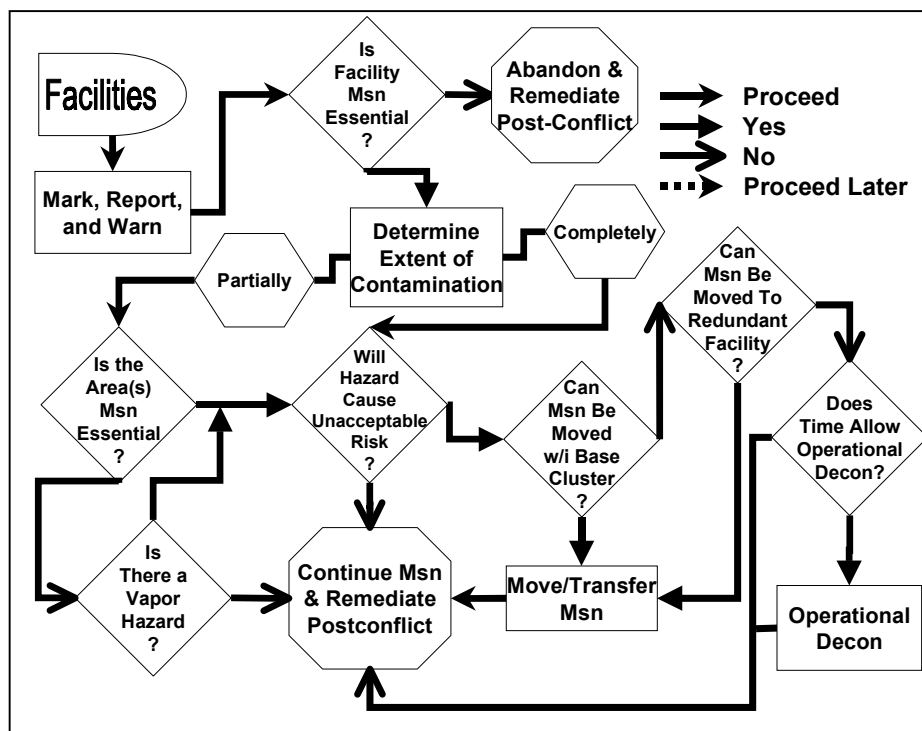 Facilities
Mark, Report,
and Warn
Is
Facility
Msn
Essential
?
Abandon &
Remediate
Post-Conflict
Proceed
Yes
No
Proceed Later
Determine
Extent of
Contamination
Completely
Partially
Can
Msn Be
Moved To
Redundant
Facility
?
Is the
Area(s)
Msn
Essential
?
Will
Hazard
Cause
Unacceptable
Risk
?
Can
Msn Be
Moved
w/i Base
Cluster
?
Does
Time Allow
Operational
Decon?
Is
There a
Vapor
Hazard
?
Continue Msn
& Remediate
Postconflict
Move/Transfer
Msn
Operational
Decon